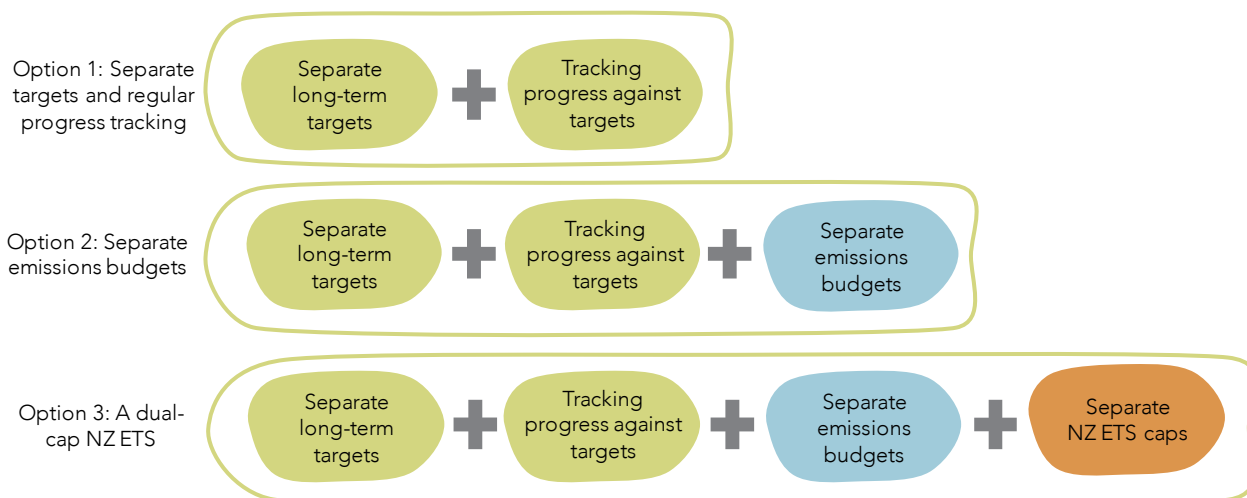 Option 1: Separate
targets and regular
progress tracking
Separate
long-term
targets
Tracking
progress against
targets
Option 2: Separate
emissions budgets
Separate
long-term
targets
Tracking
progress against
targets
Separate
emissions
budgets
Option 3: A dual-
cap NZ ETS
Separate
long-term
targets
Tracking
progress against
targets
Separate
emissions
budgets
Separate
NZ ETS caps